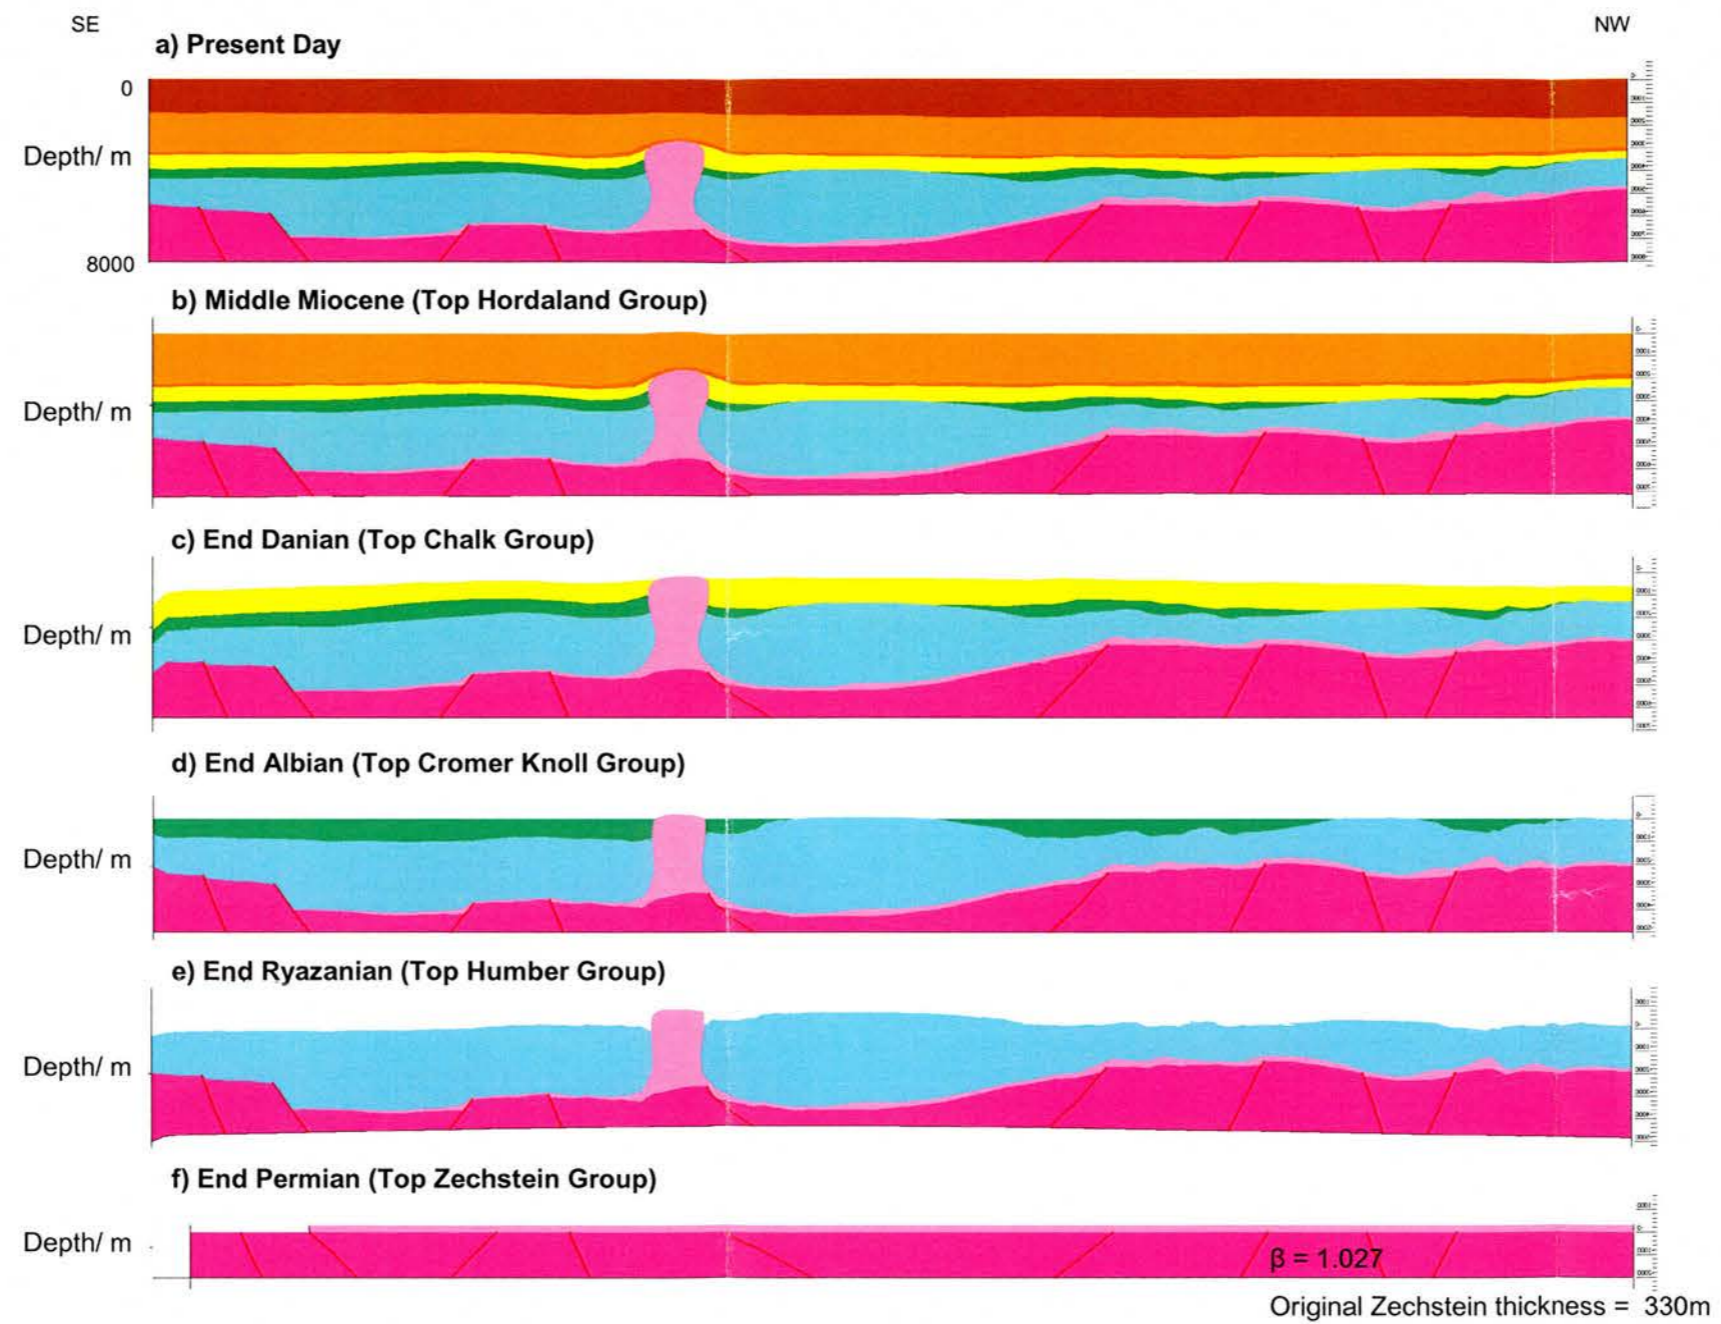 SE
NW
a) Present Day
0
Depth/ m
8000
b) Middle Miocene (Top Hordaland Group)
Depth/ m
c) End Danian (Top Chalk Group)
Depth/ m
d) End Albian (Top Cromer Knoll Group)
Depth/ m
e) End Ryazanian (Top Humber Group)
Depth/ m
f) End Permian (Top Zechstein Group)
Depth/ m
β = 1.027
Original Zechstein thickness = 330m